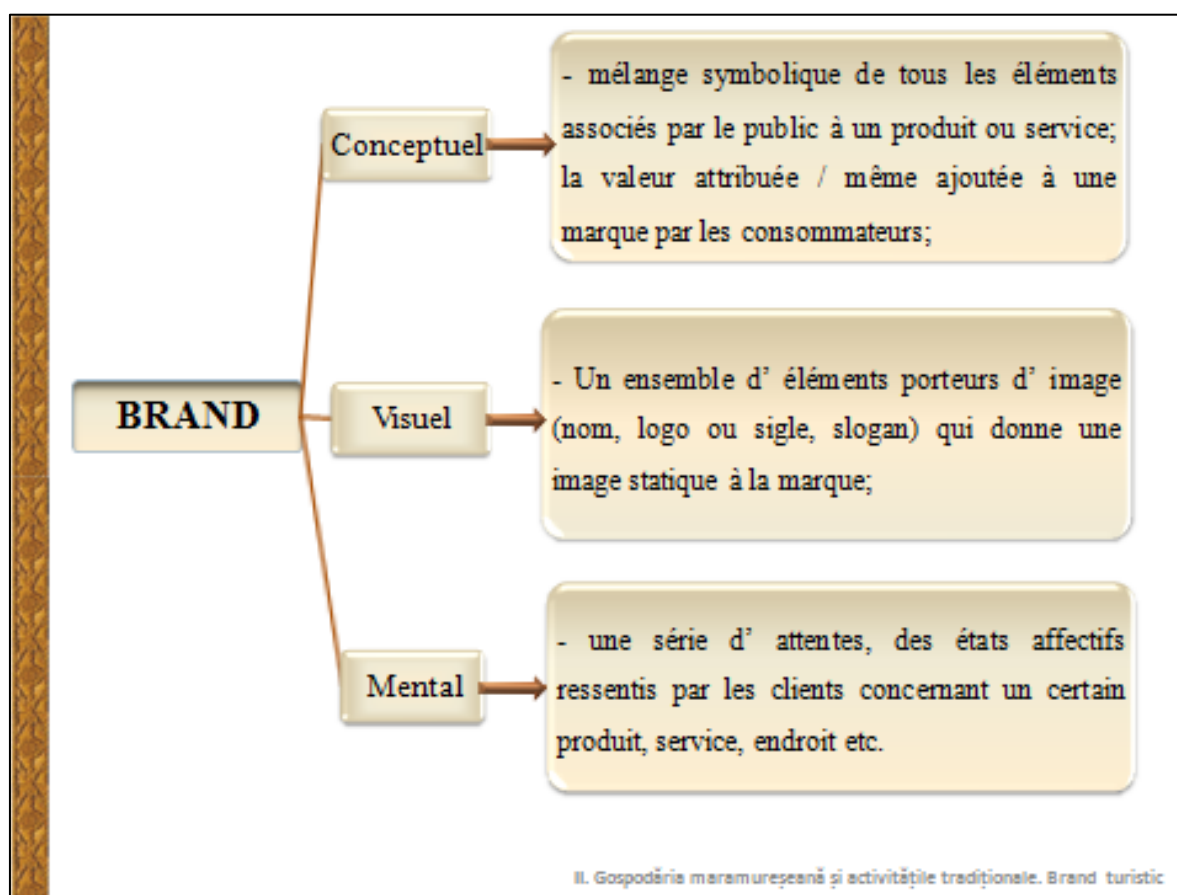 BRAND
Conceptuel
- mélange symbolique de tous les éléments
associés par le public à un produit ou service;
la valeur attribuée / même ajoutée à une
marque par les consommateurs;
Visuel
- Un ensemble d’ éléments porteurs d’ image
(nom, logo ou sigle, slogan) qui donne une
image statique à la marque;
Mental
- une série d’ attentes, des états affectifs
ressentis par les clients concernant un certain
produit, service, endroit etc.
II. Gospodăria maramureșeană și activitățile tradiționale. Brand turistic